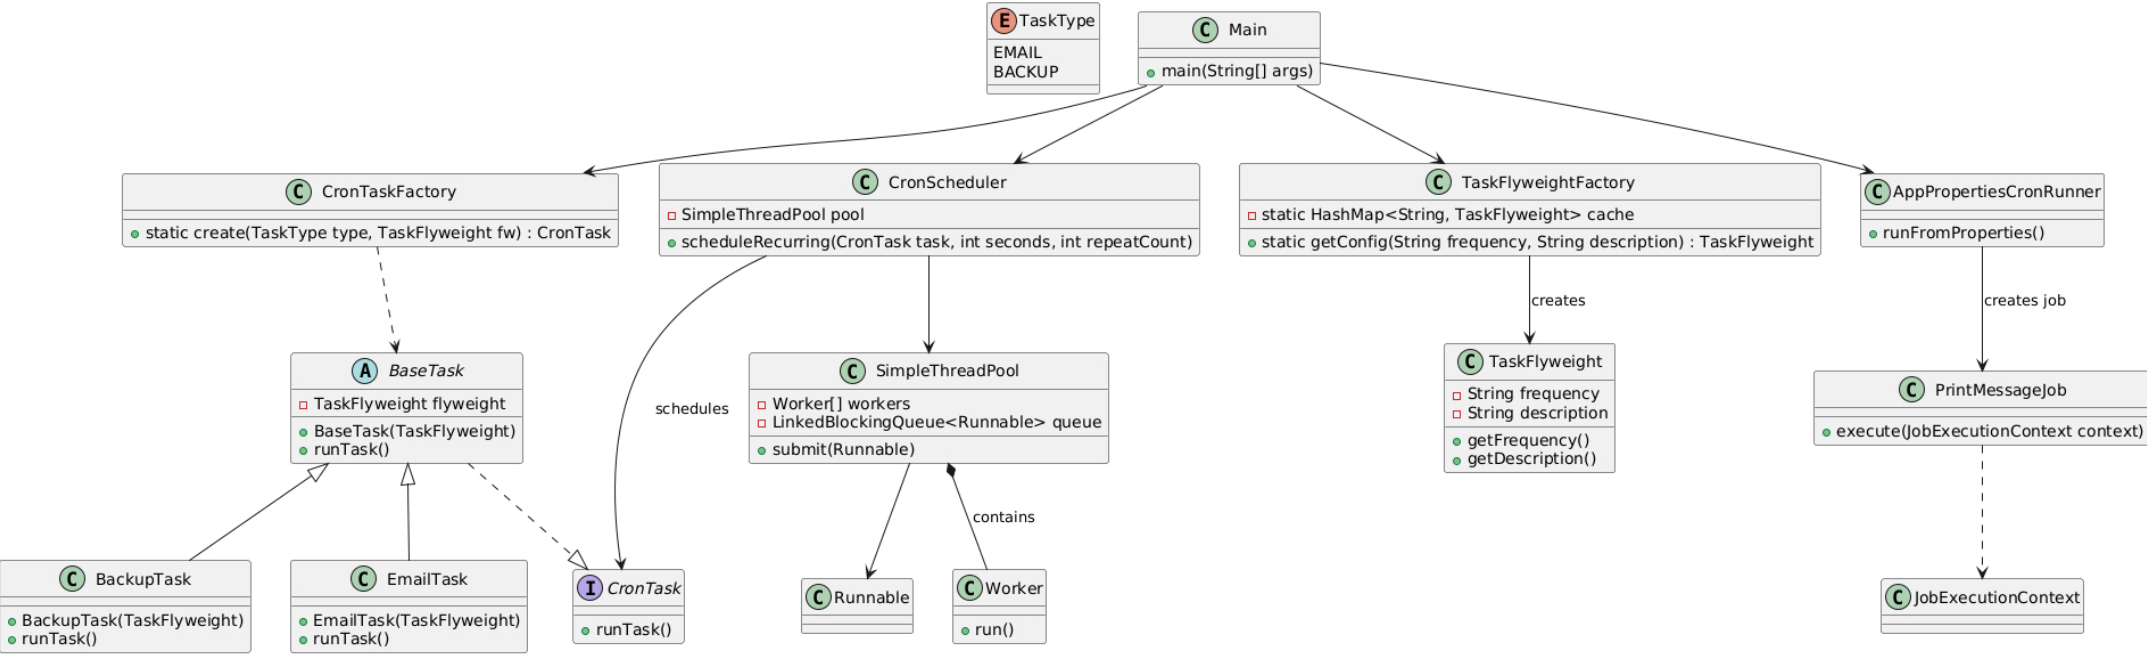 E TaskType
EMAIL
BACKUP
C Main
main(String[] args)
C CronTaskFactory
static create(TaskType type, TaskFlyweight fw) : CronTask
C CronScheduler
SimpleThreadPool pool
scheduleRecurring(CronTask task, int seconds, int repeatCount)
C TaskFlyweightFactory
static HashMap<String, TaskFlyweight> cache
static getConfig(String frequency, String description) : TaskFlyweight
C AppPropertiesCronRunner
runFromProperties()
creates
creates job
A BaseTask
TaskFlyweight flyweight
BaseTask(TaskFlyweight)
runTask()
schedules
C SimpleThreadPool
Worker[] workers
LinkedBlockingQueue<Runnable> queue
submit(Runnable)
C TaskFlyweight
String frequency
String description
getFrequency()
getDescription()
C PrintMessageJob
execute(JobExecutionContext context)
contains
C BackupTask
BackupTask(TaskFlyweight)
runTask()
C EmailTask
EmailTask(TaskFlyweight)
runTask()
I CronTask
runTask()
C Runnable
C Worker
run()
C JobExecutionContext